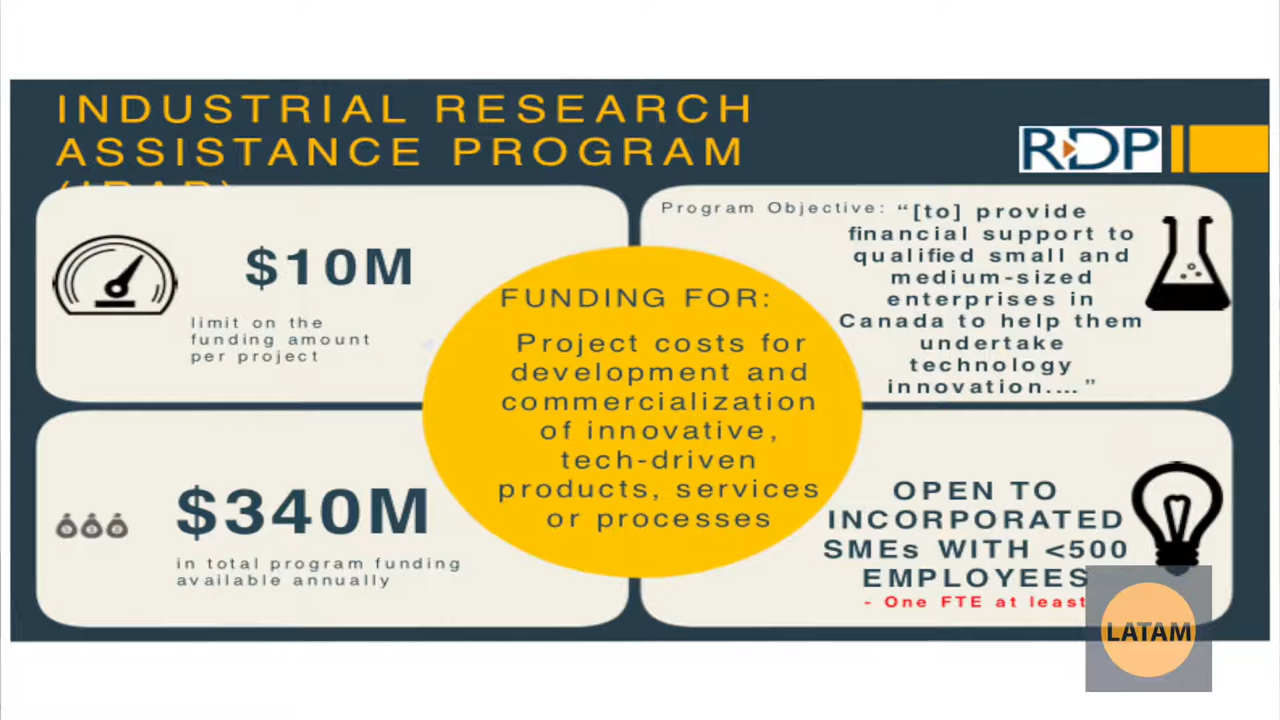 INDUSTRIAL RESEARCH
ASSISTANCE PROGRAM
(IRAP)
RDP
$10M
limit on the
funding amount
per project
Program Objective: “[to] provide
financial support to
qualified small and
medium-sized
enterprises in
Canada to help them
undertake
technology
innovation.…”
FUNDING FOR:
Project costs for
development and
commercialization
of innovative,
tech-driven
products, services
or processes
$340M
in total program funding
available annually
OPEN TO
INCORPORATED
SMEs WITH <500
EMPLOYEES
- One FTE at least
LATAM